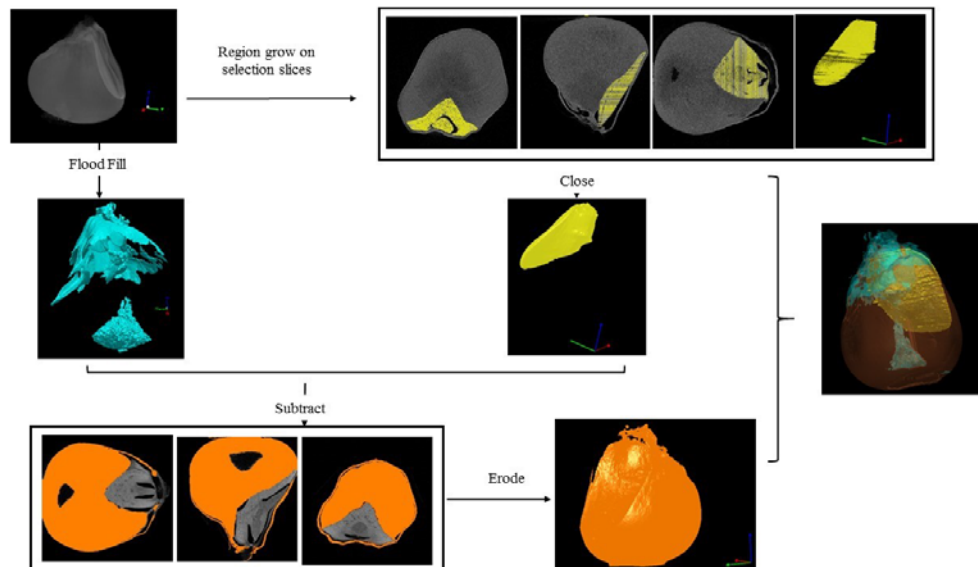 Region grow on
selection slices
Flood Fill
Close
Subtract
Erode